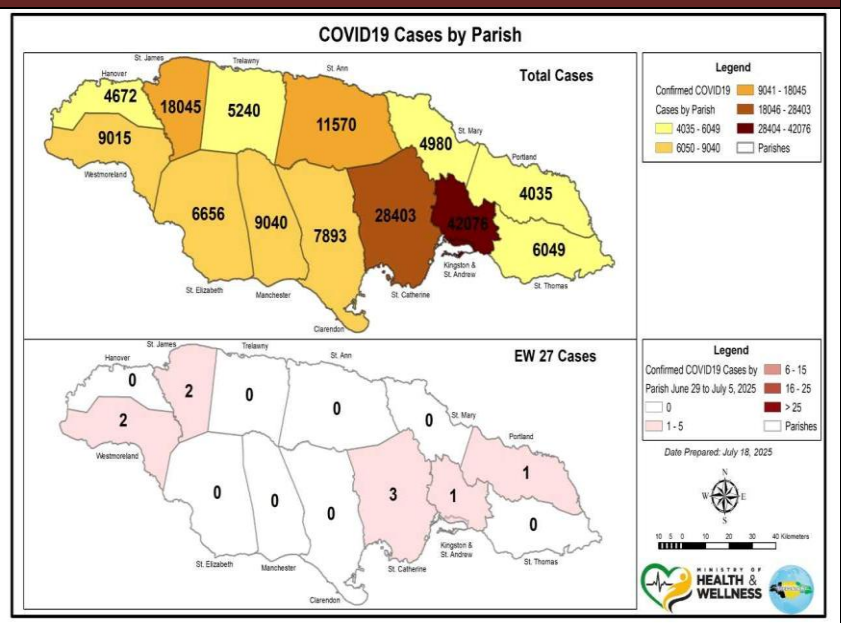 COVID19 Cases by Parish
Total Cases
St. James
Trelawny
St. Ann
Hanover
4672
18045
5240
11570
4980
St. Mary
9015
Westmoreland
Portland
4035
6656
9040
7893
28403
42076
6049
Kingston &
St. Andrew
St. Thomas
St. Elizabeth
Manchester
St. Catherine
Clarendon
Legend
Confirmed COVID19
Cases by Parish
4035 - 6049
6050 - 9040
9041 - 18045
18046 - 28403
28404 - 42076
Parishes
EW 27 Cases
St. James
Trelawny
St. Ann
Hanover
0
2
0
0
0
St. Mary
2
Westmoreland
Portland
1
0
0
0
3
1
0
Kingston &
St. Andrew
St. Thomas
St. Elizabeth
Manchester
St. Catherine
Clarendon
Legend
Confirmed COVID19 Cases by
Parish June 29 to July 5, 2025
0
1 - 5
6 - 15
16 - 25
> 25
Parishes
Date Prepared: July 18, 2025
N
W E
S
10 5 0 10 20 30 40 Kilometers
MINISTRY OF
HEALTH &
WELLNESS